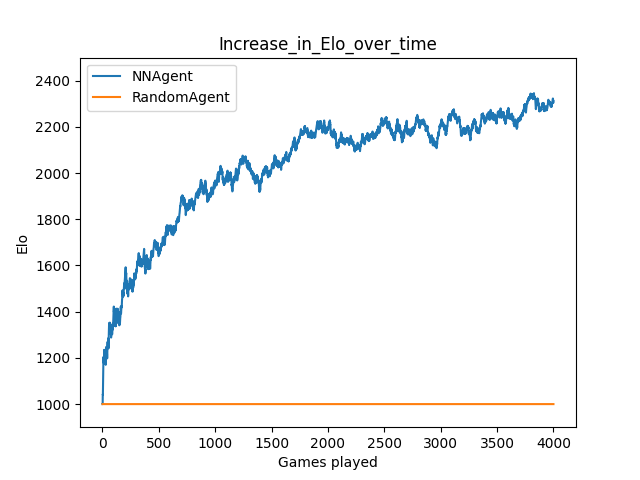 Increase_in_Elo_over_time
NNAgent
RandomAgent
2400
2200
2000
1800
1600
1400
1200
1000
Elo
0 500 1000 1500 2000 2500 3000 3500 4000
Games played